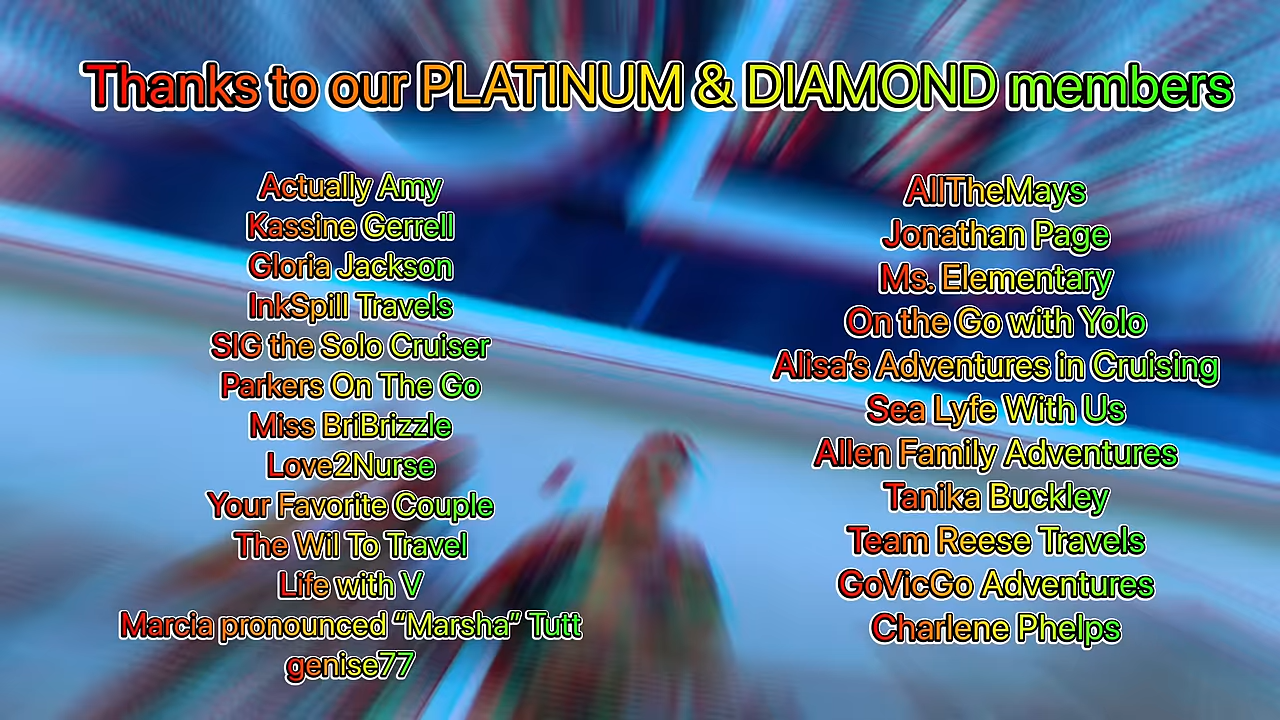 Thanks to our PLATINUM & DIAMOND members
Actually Amy
Kassine Gerrell
Gloria Jackson
InkSpill Travels
SIG the Solo Cruiser
Parkers On The Go
Miss BriBrizzle
Love2Nurse
Your Favorite Couple
The Wil To Travel
Life with V
Marcia pronounced “Marsha” Tutt
genise77
AllTheMays
Jonathan Page
Ms. Elementary
On the Go with Yolo
Alisa’s Adventures in Cruising
Sea Lyfe With Us
Allen Family Adventures
Tanika Buckley
Team Reese Travels
GoVicGo Adventures
Charlene Phelps